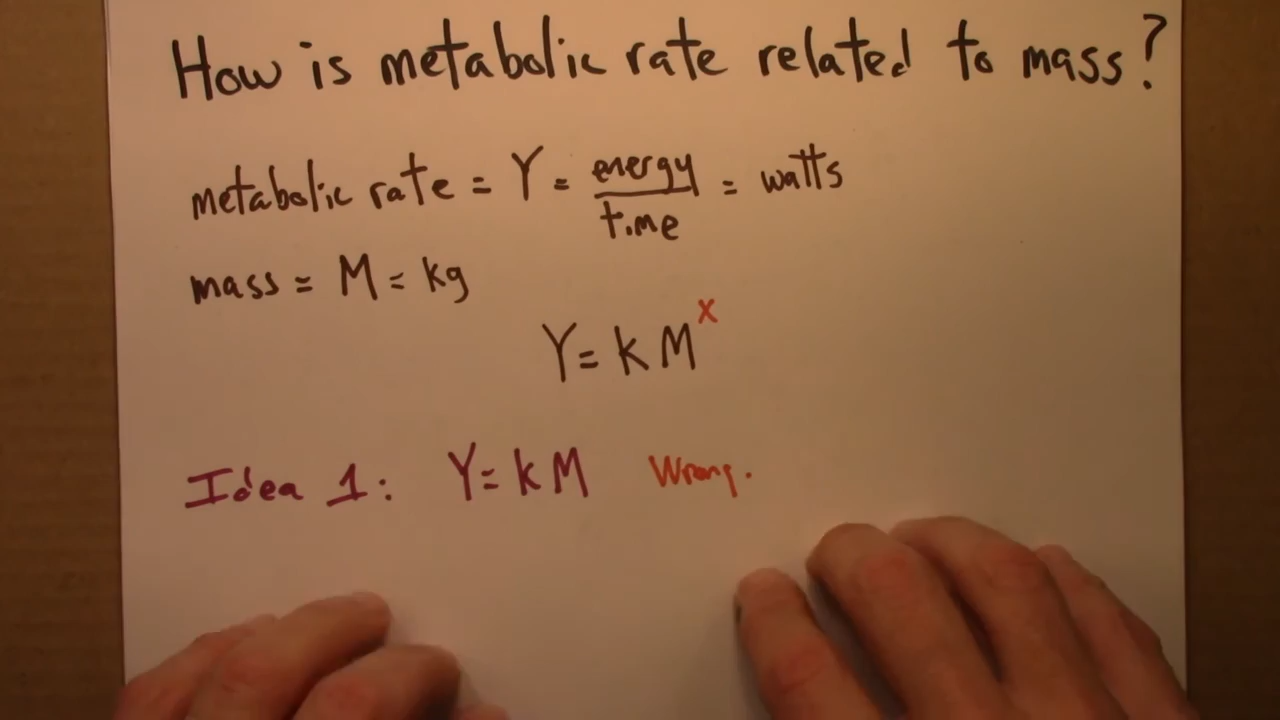 How is metabolic rate related to mass?
metabolic rate = Y = energy/time = watts
mass = M = kg
Y = k M^x
Idea 1: Y = k M Wrong.